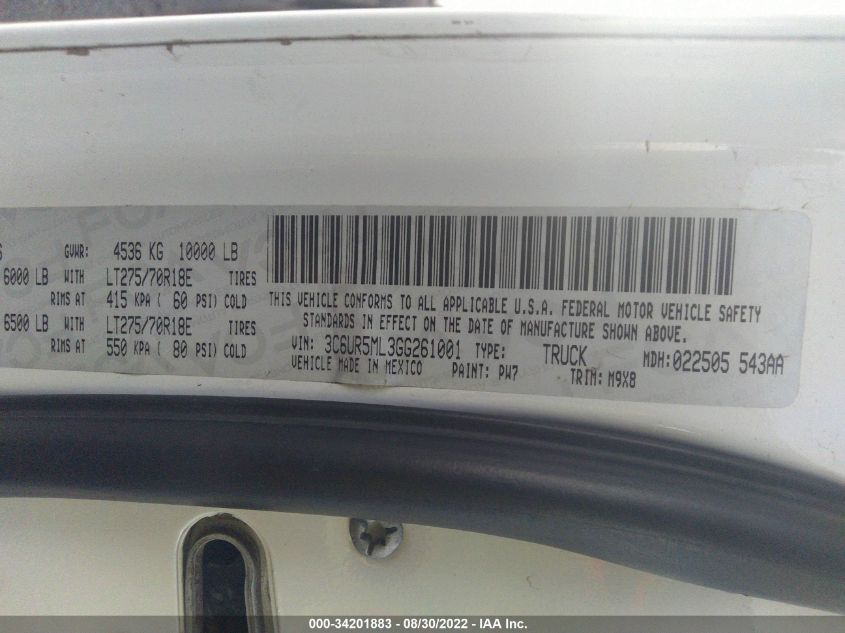 GVWR: 4536 KG 10000 LB
6000 LB WITH LT275/70R18E TIRES
RIMS AT 415 KPA ( 60 PSI) COLD
6500 LB WITH LT275/70R18E TIRES
RIMS AT 550 KPA ( 80 PSI) COLD
THIS VEHICLE CONFORMS TO ALL APPLICABLE U.S.A. FEDERAL MOTOR VEHICLE SAFETY
STANDARDS IN EFFECT ON THE DATE OF MANUFACTURE SHOWN ABOVE.
VIN: 3C6UR5ML3GG261001 TYPE: TRUCK MDH:022505 543AA
VEHICLE MADE IN MEXICO PAINT: PW7 TRIM: M9X8
000-34201883 - 08/30/2022 - IAA Inc.